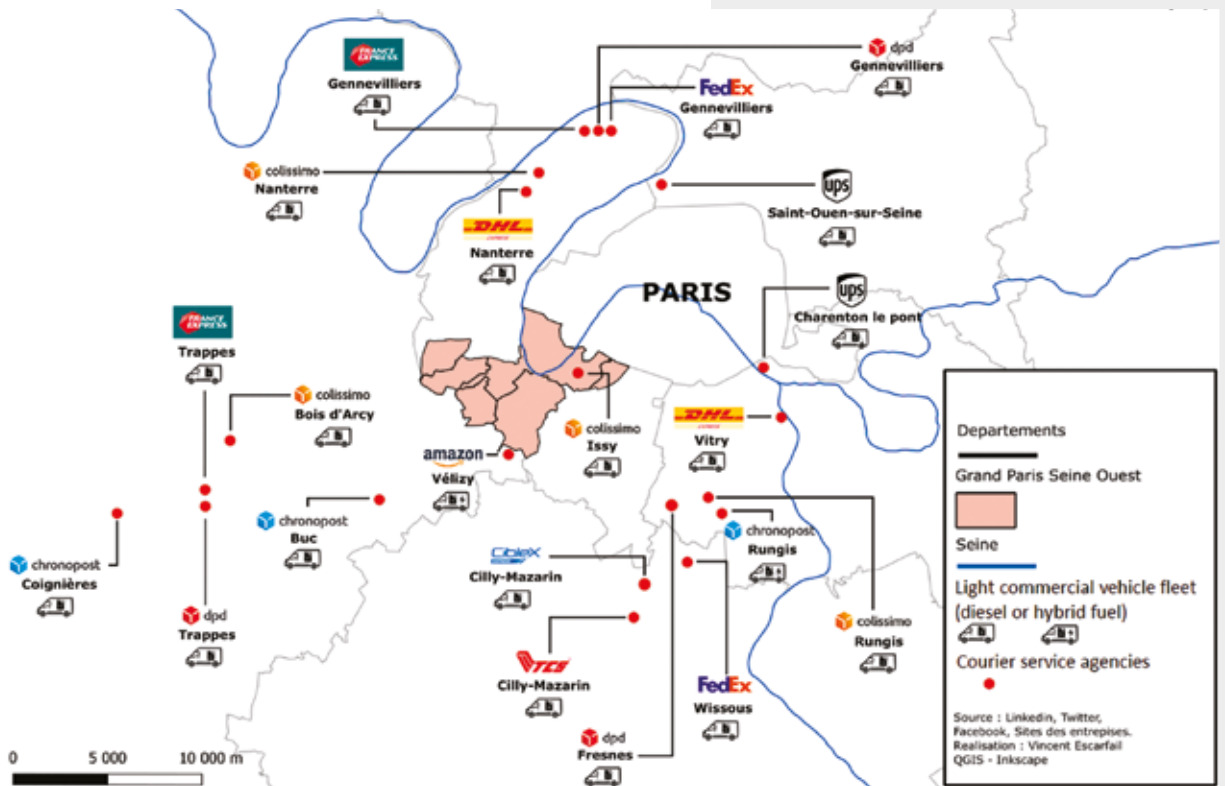 FRANCE
EXPRESS
Gennevilliers
dpd
Gennevilliers
FedEx
Gennevilliers
colissimo
Nanterre
DHL
EXPRESS
Nanterre
ups
Saint-Ouen-sur-Seine
PARIS
ups
Charenton le pont
FRANCE
EXPRESS
Trappes
colissimo
Bois d'Arcy
amazon
Vélizy
colissimo
Issy
DHL
EXPRESS
Vitry
chronopost
Buc
chronopost
Coignières
dpd
Trappes
Ciblex
Cilly-Mazarin
TCS
Cilly-Mazarin
chronopost
Rungis
colissimo
Rungis
FedEx
Wissous
dpd
Fresnes
Departements
Grand Paris Seine Ouest
Seine
Light commercial vehicle fleet
(diesel or hybrid fuel)
Courier service agencies
Source : Linkedin, Twitter,
Facebook, Sites des entrepises.
Realisation : Vincent Escarfail
QGIS - Inkscape
0 5 000 10 000 m